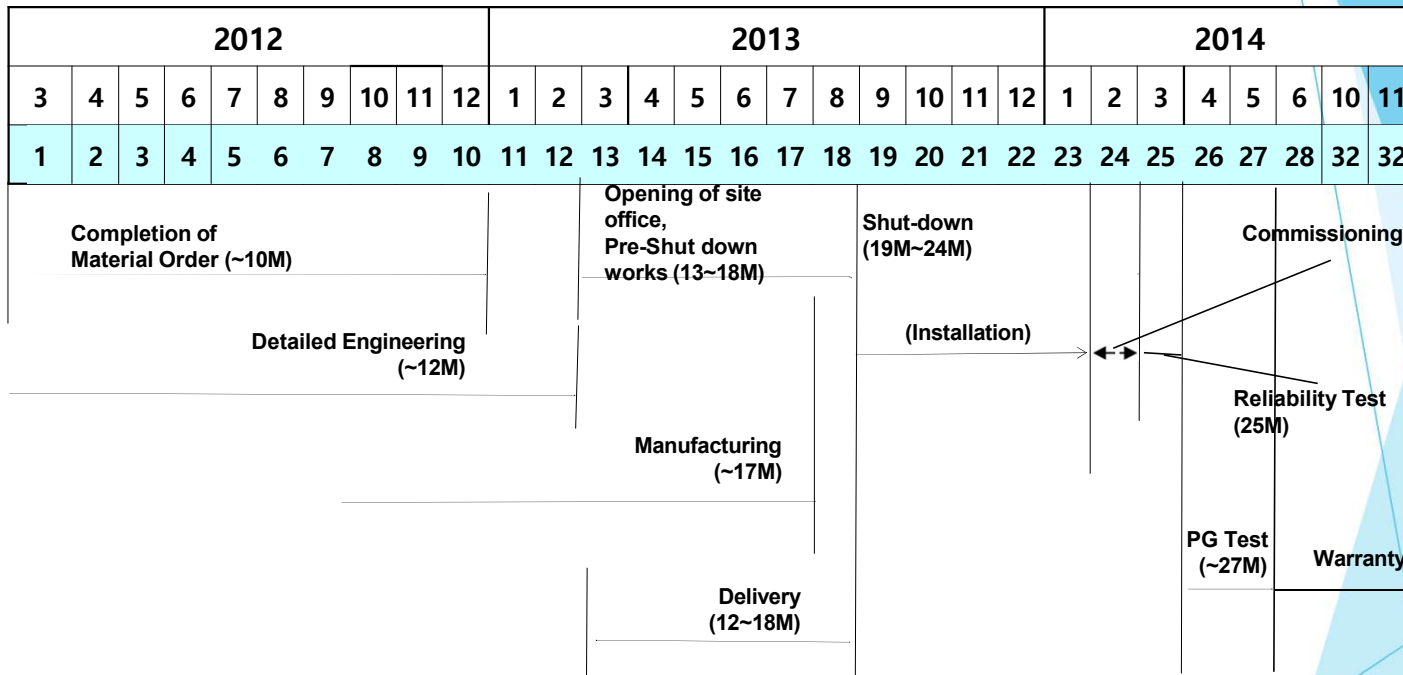 2012 2013 2014
3 4 5 6 7 8 9 10 11 12 1 2 3 4 5 6 7 8 9 10 11 12 1 2 3 4 5 6 10 11
1 2 3 4 5 6 7 8 9 10 11 12 13 14 15 16 17 18 19 20 21 22 23 24 25 26 27 28 32 32
Completion of
Material Order (~10M)
Opening of site
office,
Pre-Shut down
works (13~18M)
Shut-down
(19M~24M)
Commissioning
Detailed Engineering
(~12M)
(Installation)
Reliability Test
(25M)
Manufacturing
(~17M)
PG Test
(~27M)
Warranty
Delivery
(12~18M)